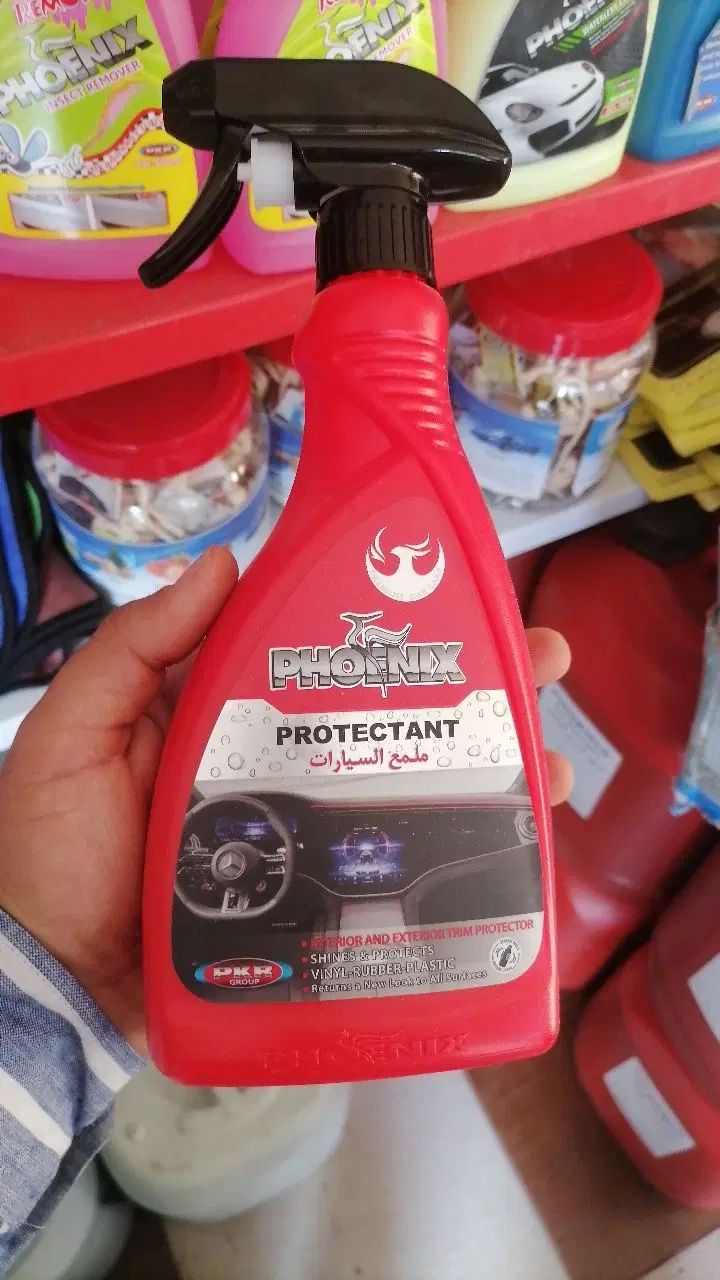 PHOENIX
INSECT REMOVER
PKR
PHOENIX
PROTECTANT
ملمع السيارات
• INTERIOR AND EXTERIOR TRIM PROTECTOR
• SHINES & PROTECTS
• VINYL-RUBBER-PLASTIC
• Returns a New Look to All Surfaces
PKR
GROUP
PHOENIX